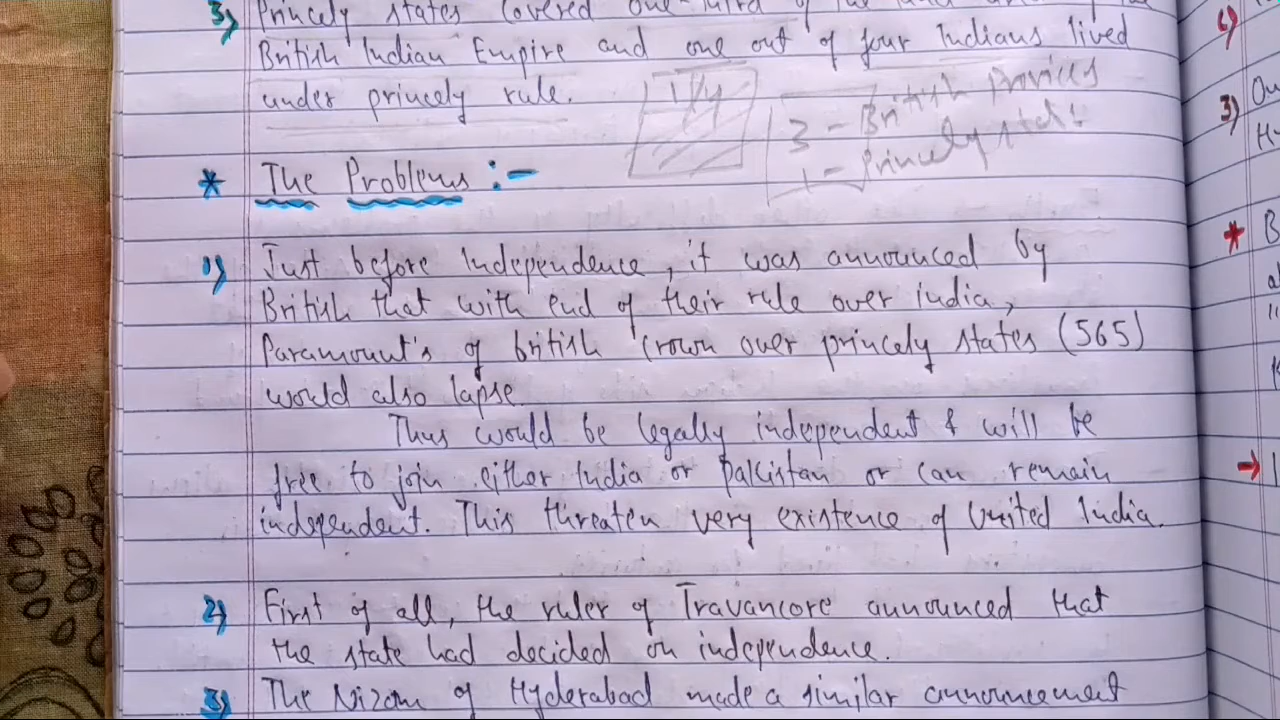 3) Princely states covered one-third of the land area of the
British Indian Empire and one out of four Indians lived
under princely rule.
1/4
3 - British Provices
1 - Princely state
* The Problems :-
1) Just before Independence, it was announced by
British that with end of their rule over india,
Paramount's of british crown over princely states (565)
would also lapse.
Thus would be legally independent & will be
free to join either India or pakistan or can remain
independent. This threaten very existence of United India.
2) First of all, the ruler of Travancore announced that
the state had decided on independence.
3) The Nizam of Hyderabad made a similar announcement
3)
*
→